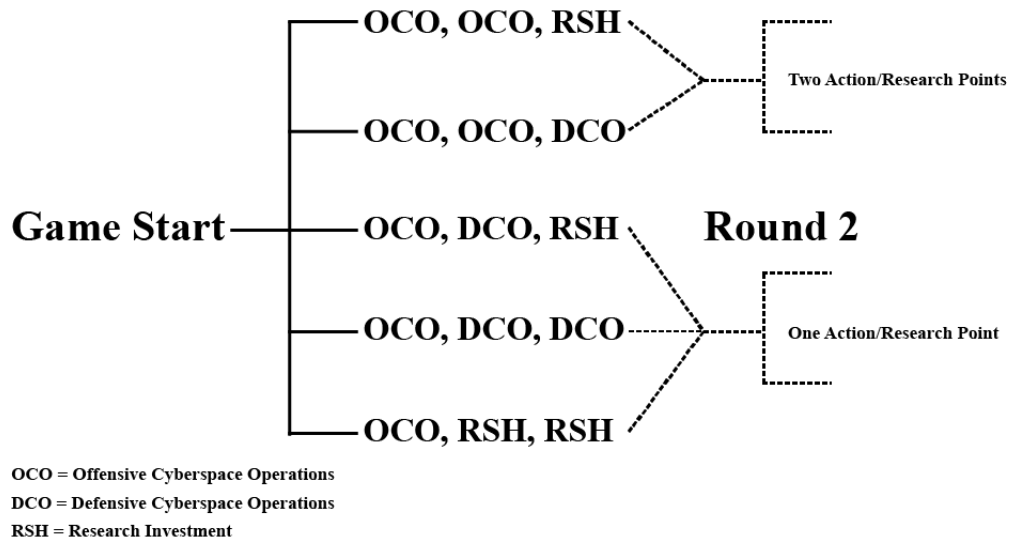 OCO, OCO, RSH
Two Action/Research Points
OCO, OCO, DCO
Game Start
OCO, DCO, RSH
Round 2
OCO, DCO, DCO
One Action/Research Point
OCO, RSH, RSH
OCO = Offensive Cyberspace Operations
DCO = Defensive Cyberspace Operations
RSH = Research Investment